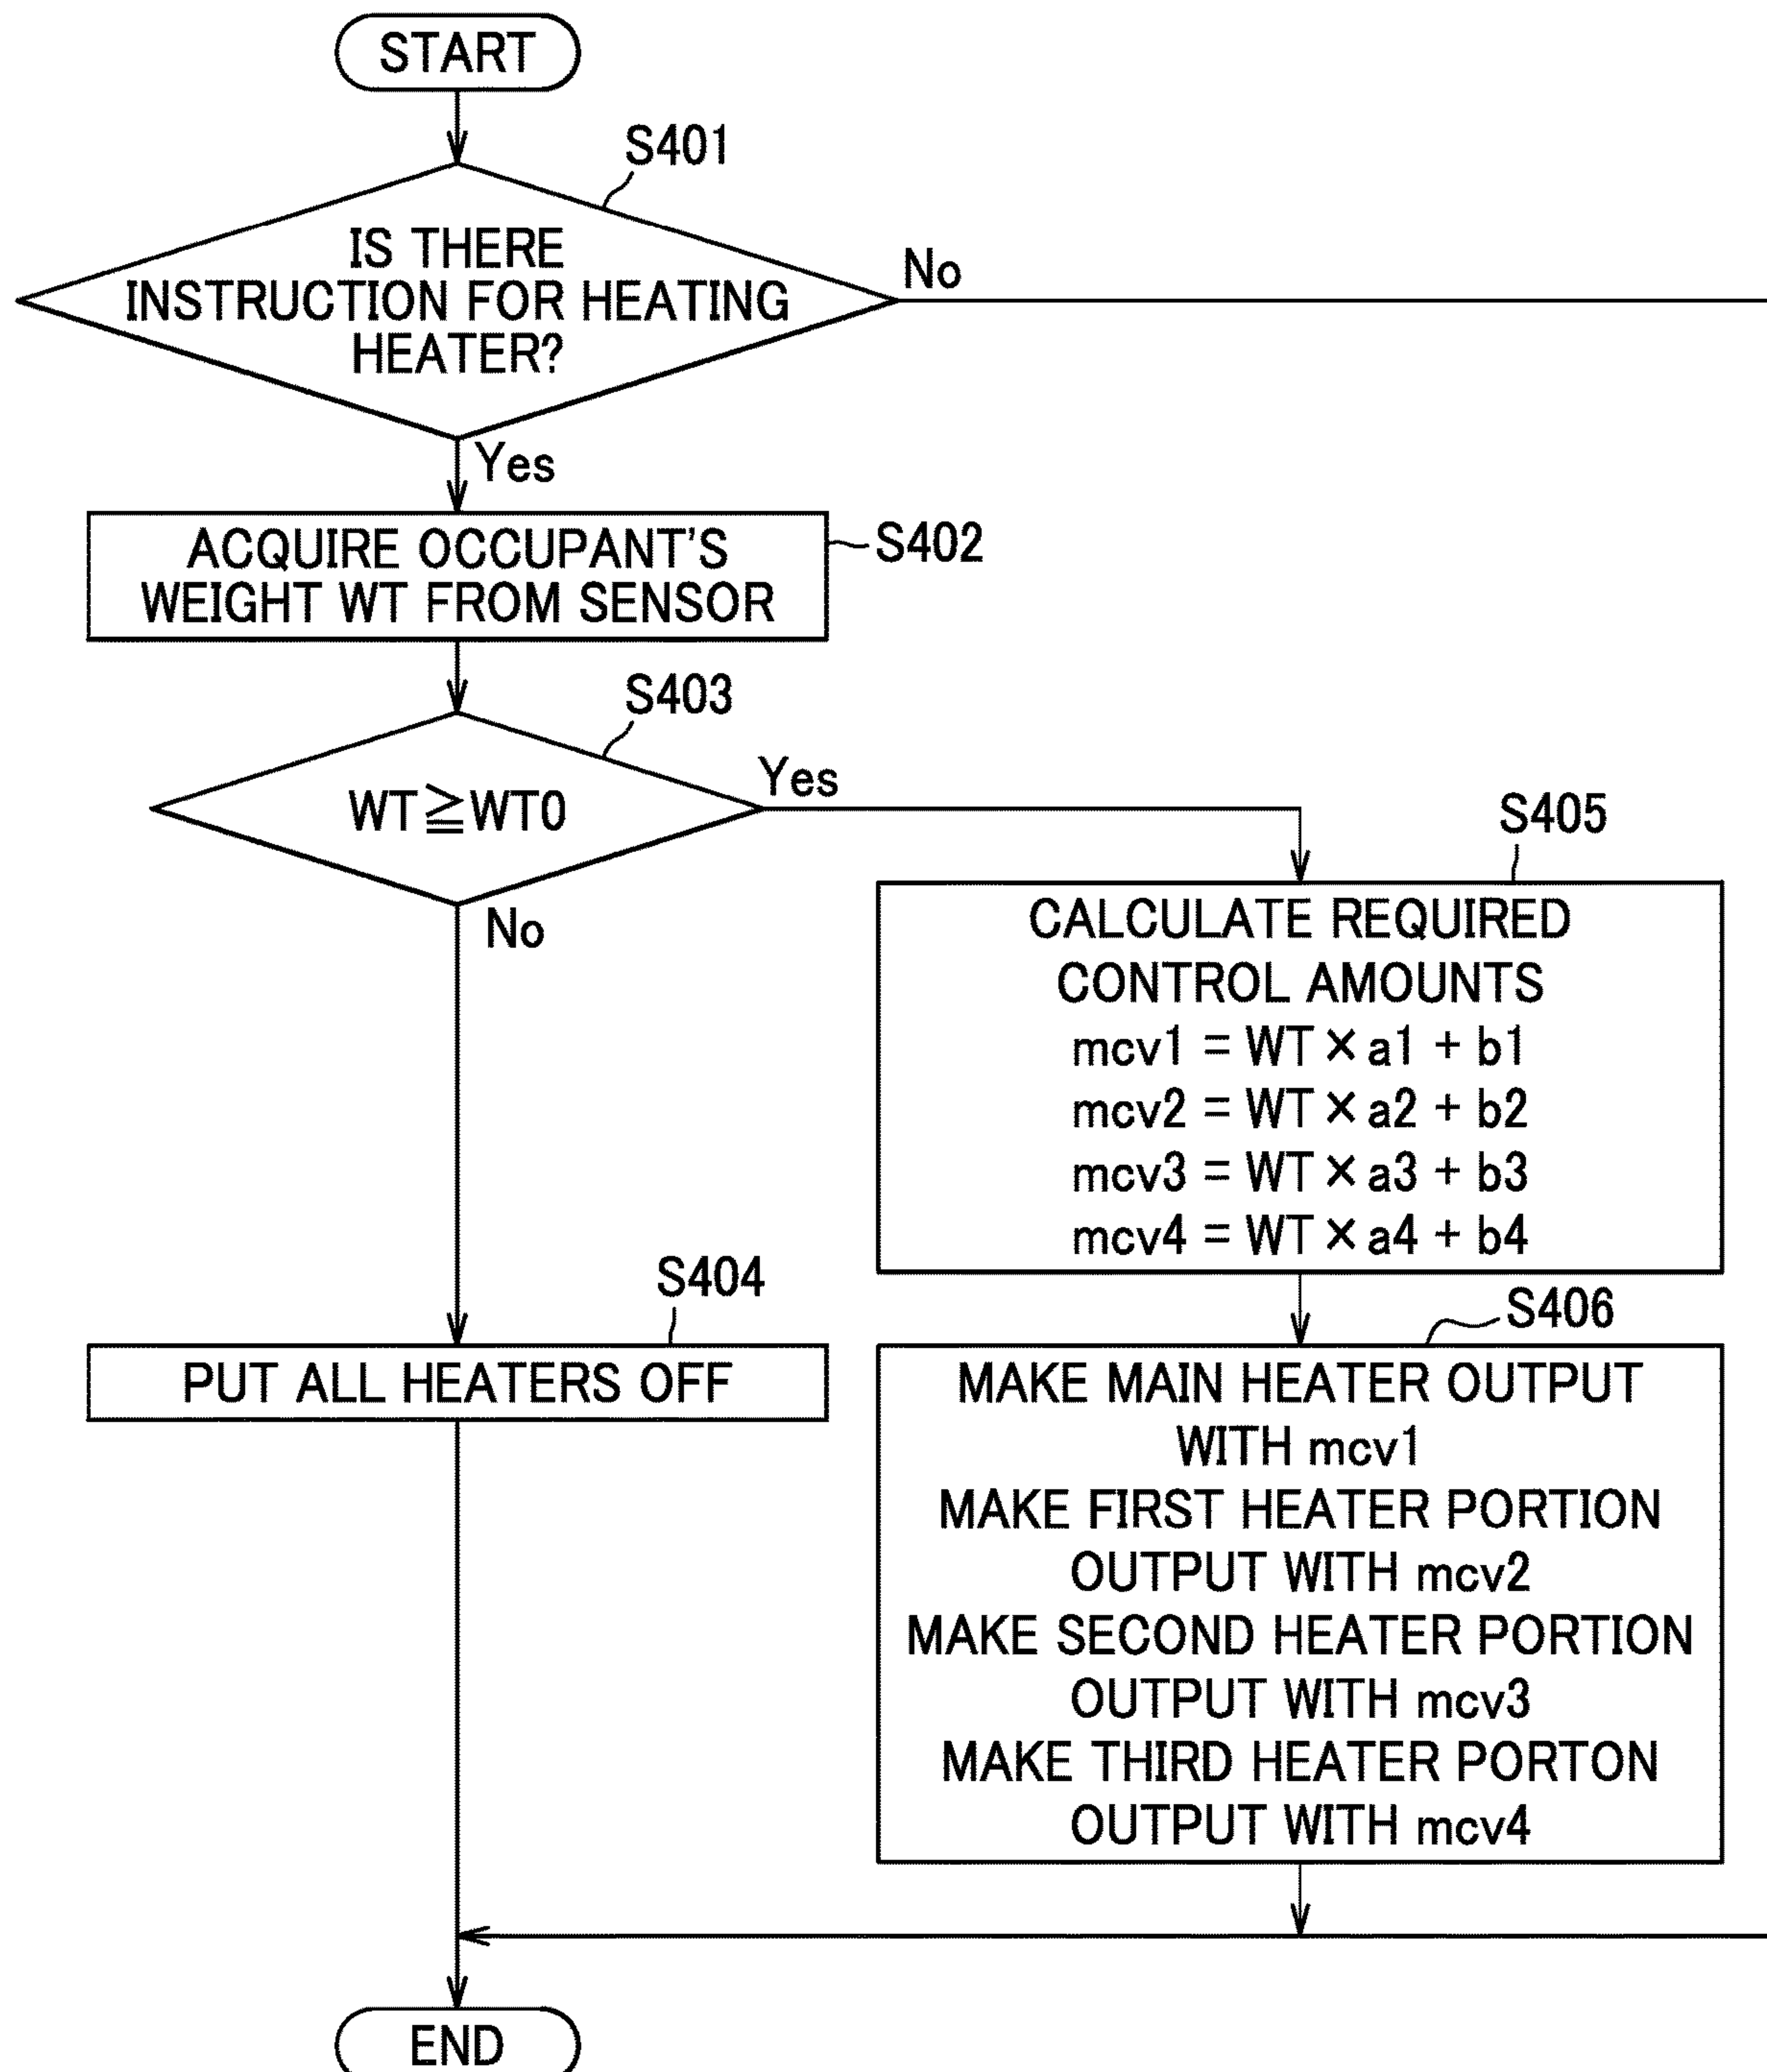 START
S401
IS THERE
INSTRUCTION FOR HEATING
HEATER?
No
Yes
ACQUIRE OCCUPANT'S
WEIGHT WT FROM SENSOR
S402
S403
WT≧WT0
Yes
No
S405
CALCULATE REQUIRED
CONTROL AMOUNTS
mcv1 = WT × a1 + b1
mcv2 = WT × a2 + b2
mcv3 = WT × a3 + b3
mcv4 = WT × a4 + b4
S404
PUT ALL HEATERS OFF
S406
MAKE MAIN HEATER OUTPUT
WITH mcv1
MAKE FIRST HEATER PORTION
OUTPUT WITH mcv2
MAKE SECOND HEATER PORTION
OUTPUT WITH mcv3
MAKE THIRD HEATER PORTON
OUTPUT WITH mcv4
END